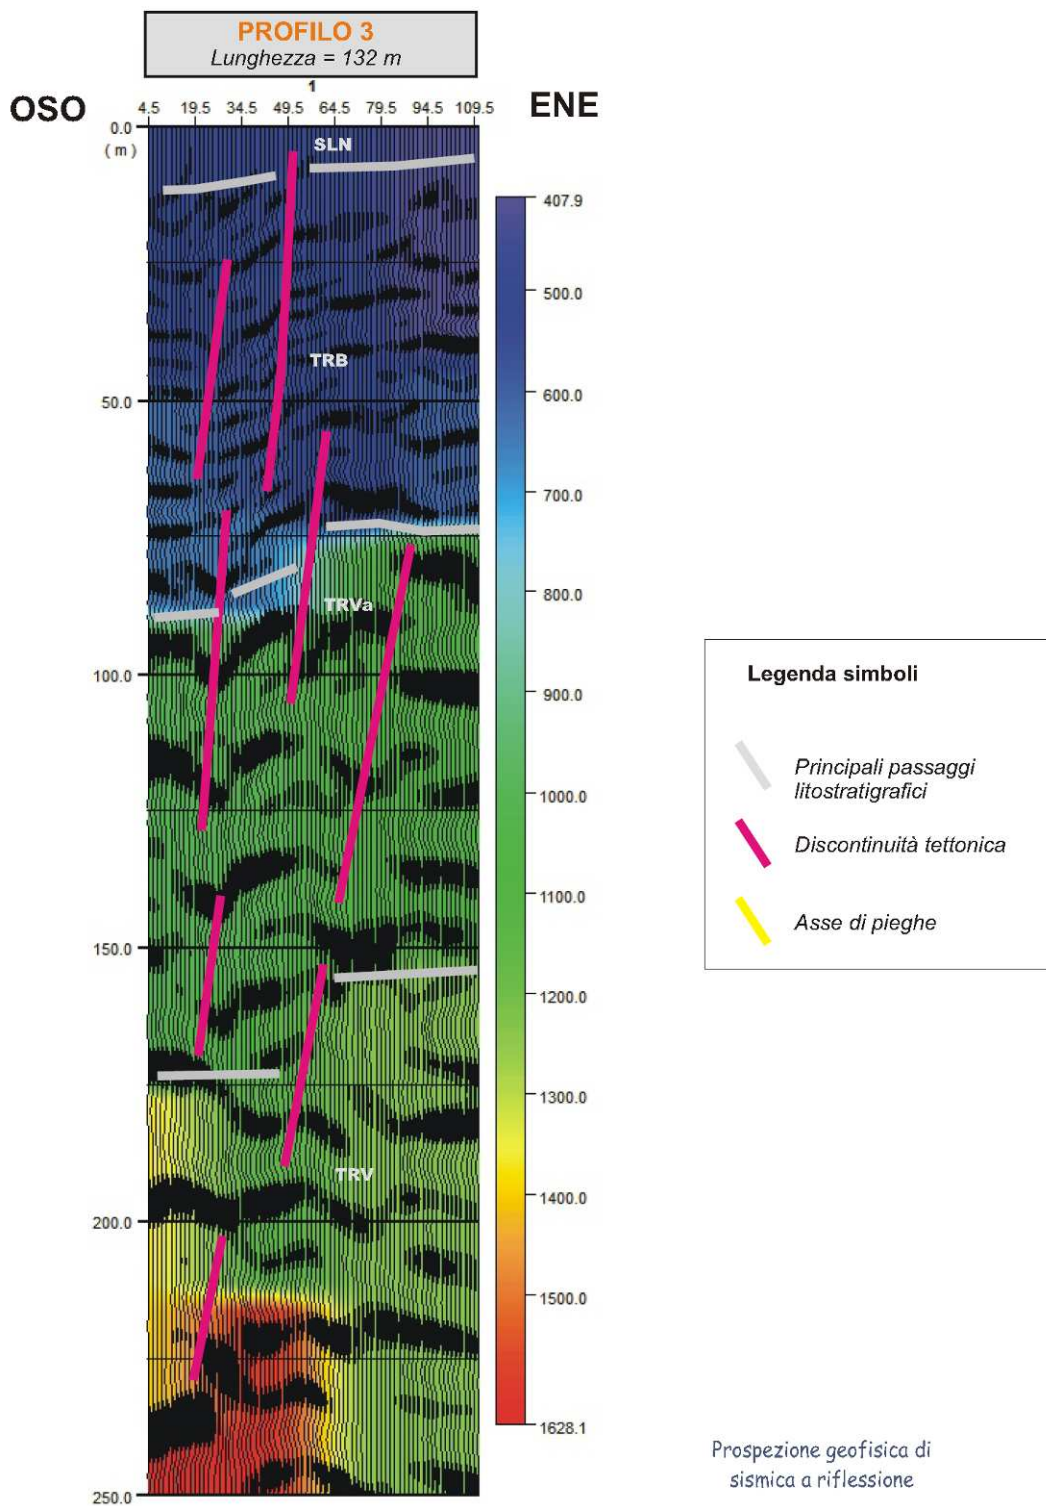 PROFILO 3
Lunghezza = 132 m
1
OSO
4.5 19.5 34.5 49.5 64.5 79.5 94.5 109.5
ENE
0.0
(m)
SLN
407.9
500.0
TRB
50.0
600.0
700.0
800.0
TRVa
100.0
900.0
1000.0
1100.0
150.0
1200.0
1300.0
TRV
1400.0
200.0
1500.0
1628.1
250.0
Legenda simboli
Principali passaggi
litostratigrafici
Discontinuità tettonica
Asse di pieghe
Prospezione geofisica di
sismica a riflessione